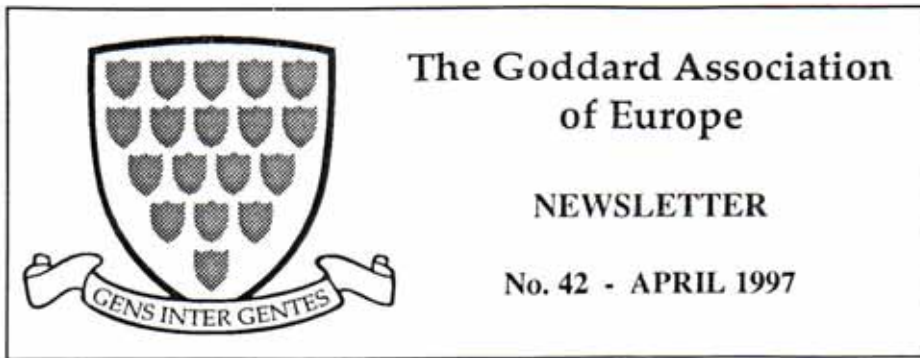 The Goddard Association
of Europe
NEWSLETTER
No. 42 - APRIL 1997
GENS INTER GENTES